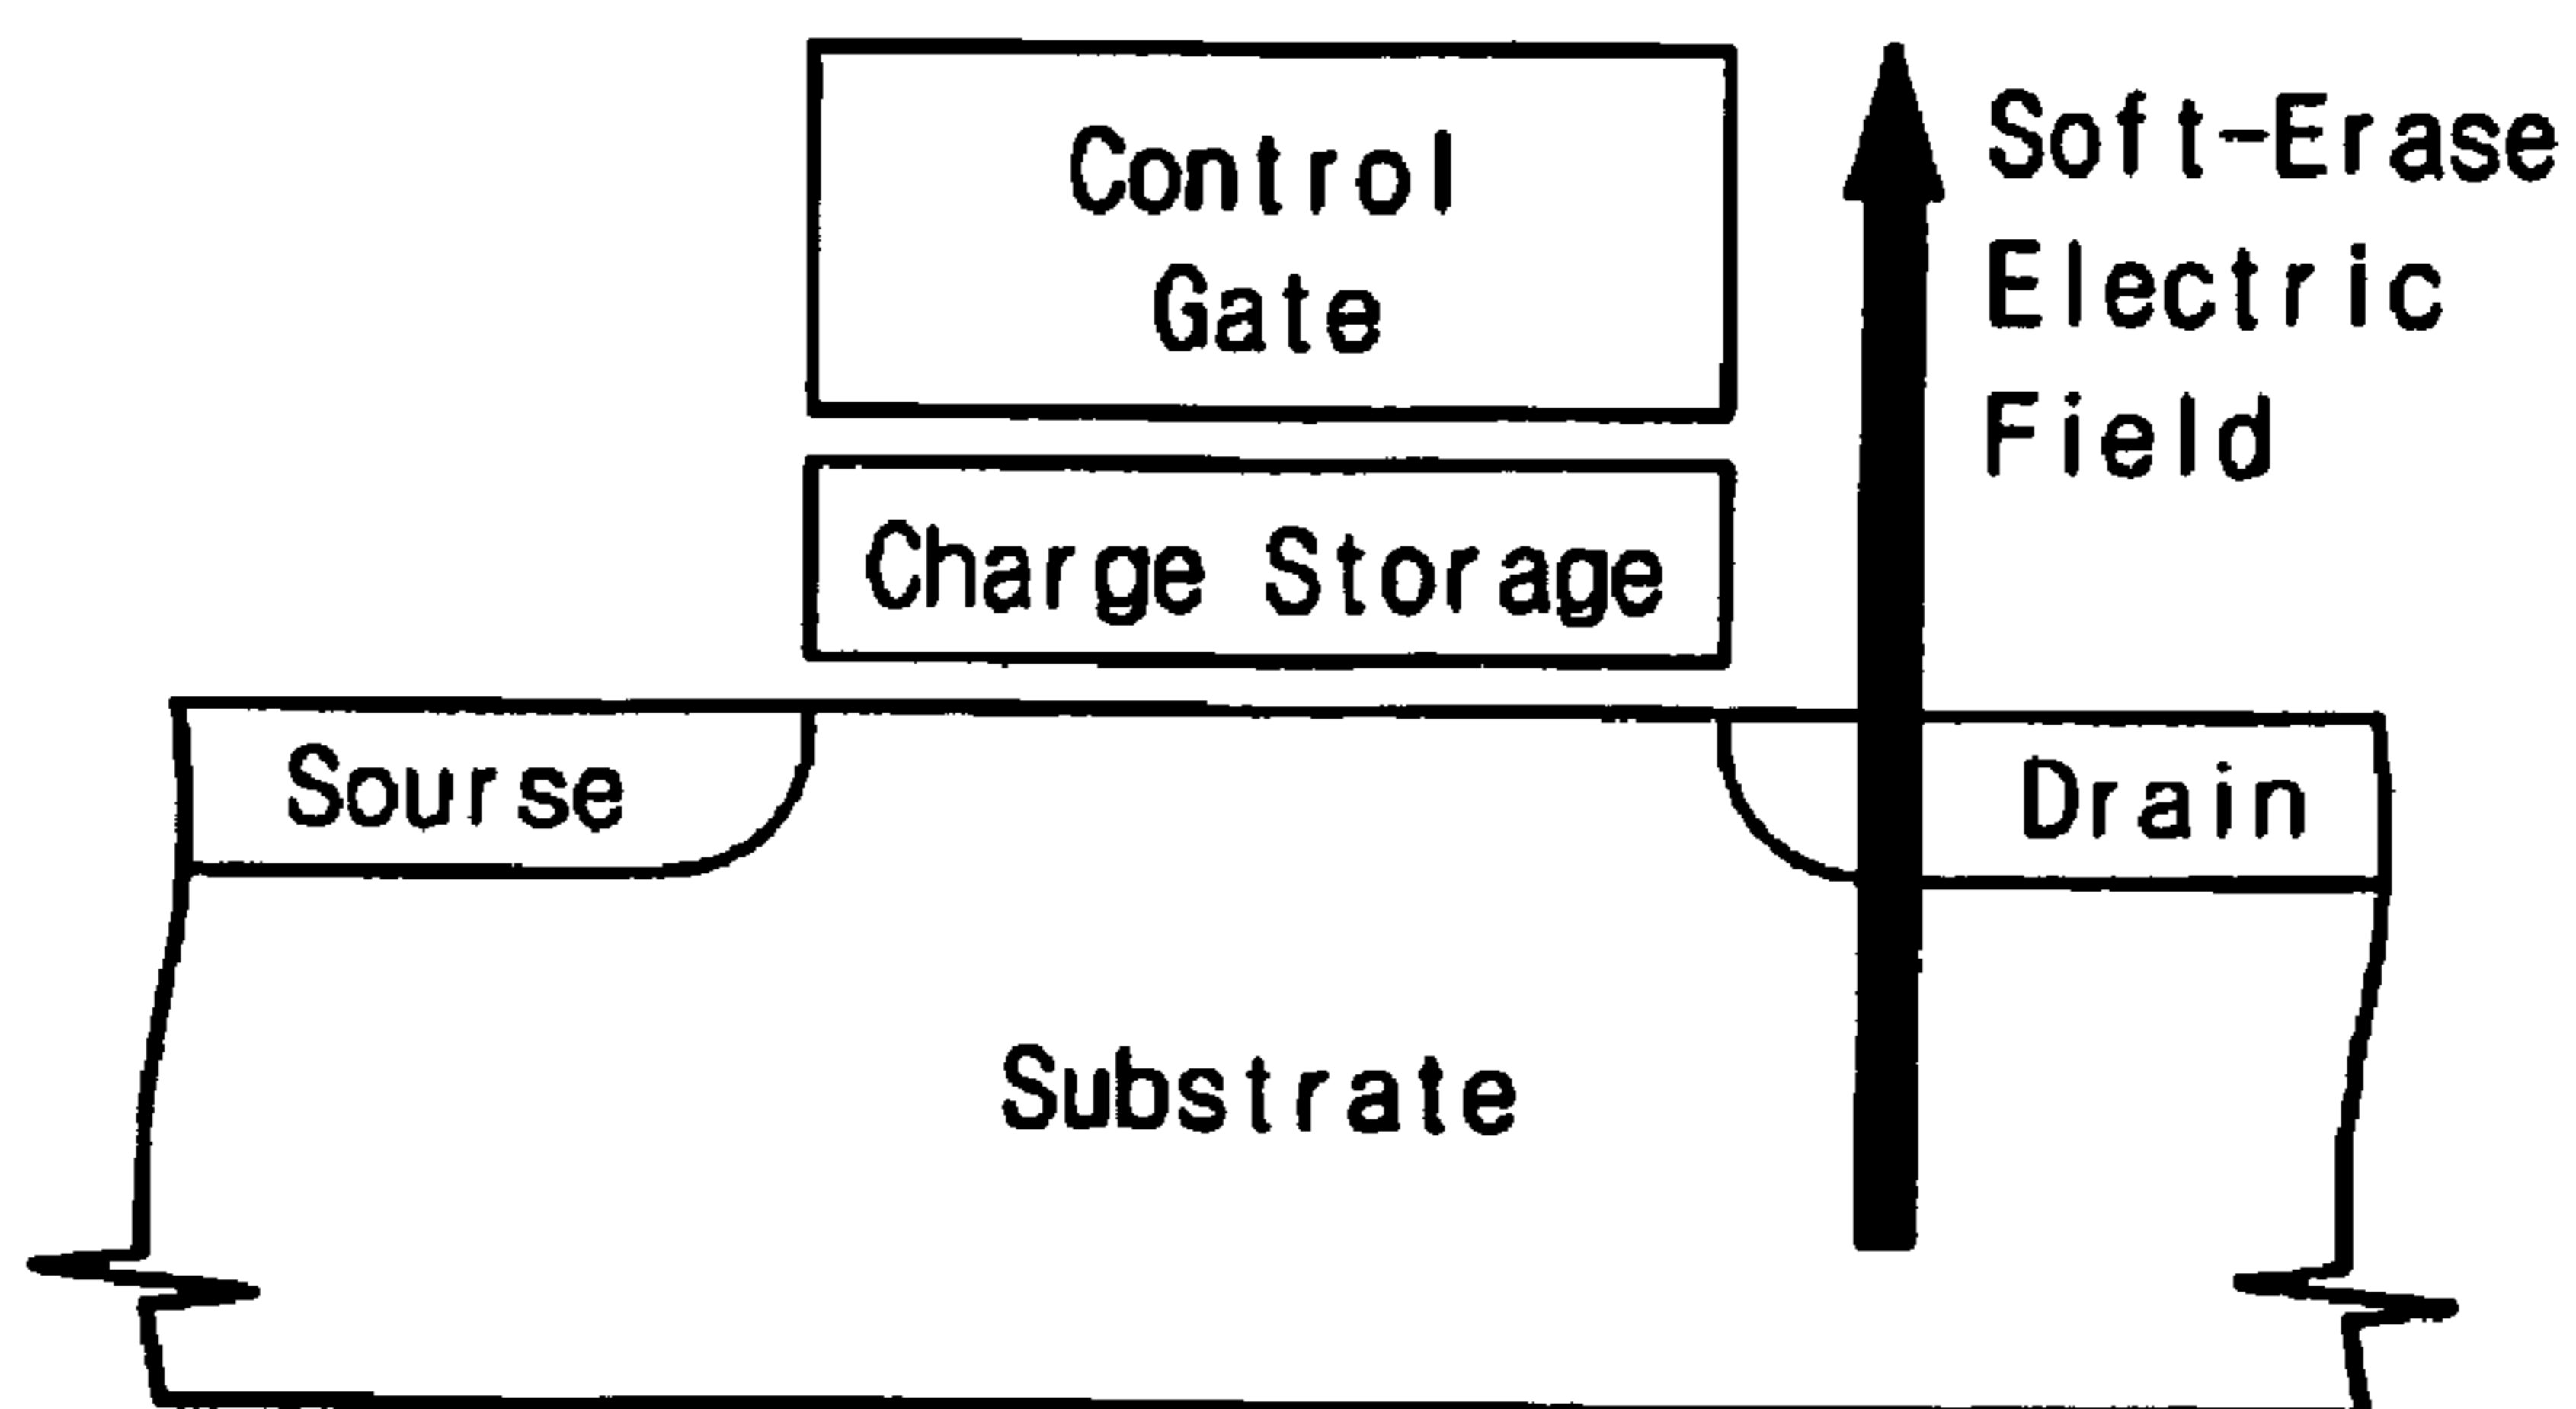 Control
Gate
Soft-Erase
Electric
Field
Charge Storage
Sourse
Drain
Substrate